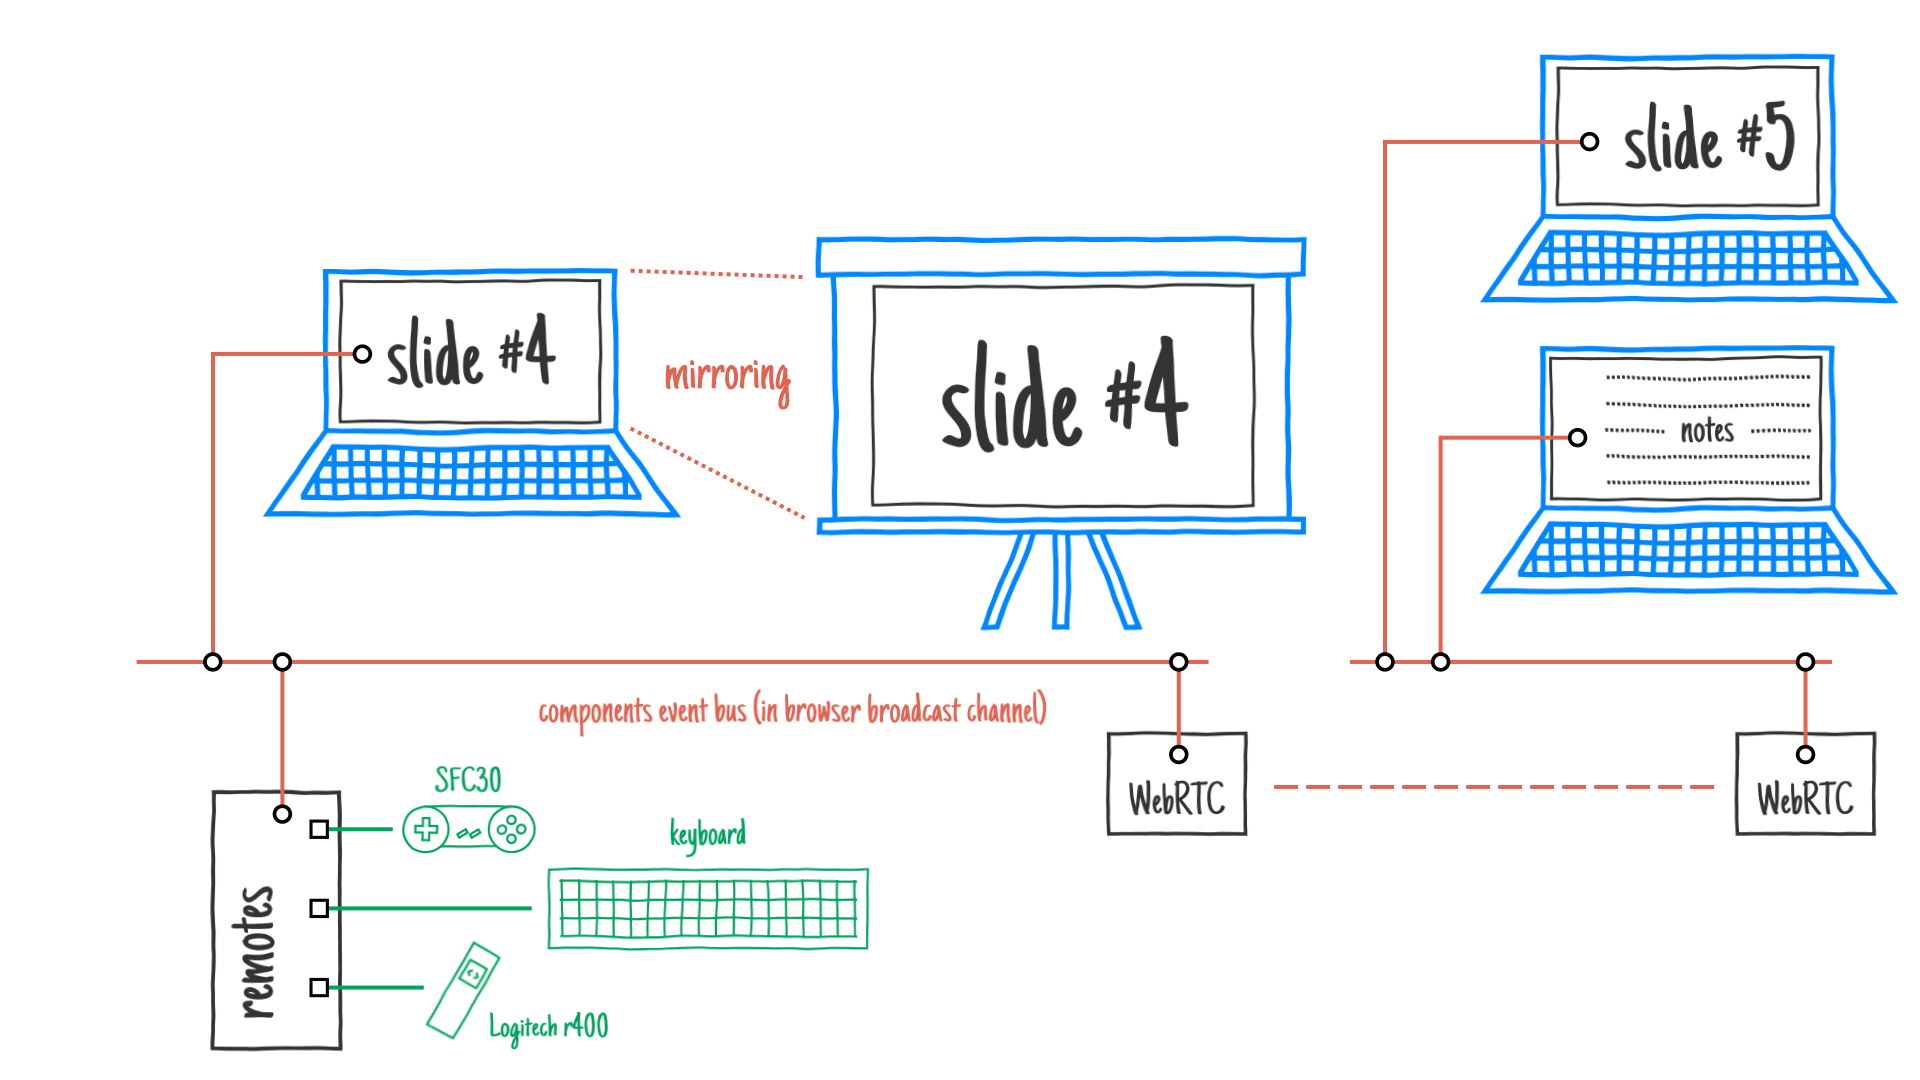 slide #5
slide #4
mirroring
slide #4
notes
components event bus (in browser broadcast channel)
SFC30
WebRTC
WebRTC
keyboard
remotes
Logitech r400